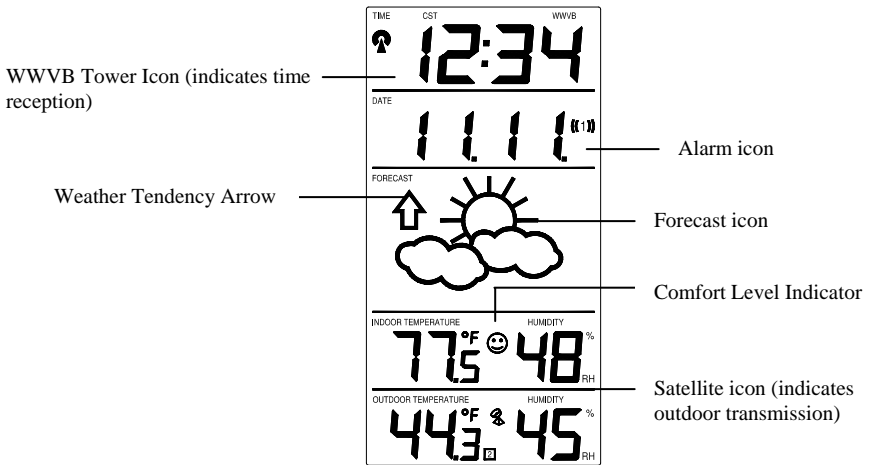 TIME CST WWVB
12:34
WWVB Tower Icon (indicates time
reception)
DATE
11.11. ((1))
Alarm icon
FORECAST
Weather Tendency Arrow
Forecast icon
Comfort Level Indicator
INDOOR TEMPERATURE HUMIDITY
77.5 °F 48 % RH
Satellite icon (indicates
outdoor transmission)
OUTDOOR TEMPERATURE HUMIDITY
44.3 °F 2 45 % RH